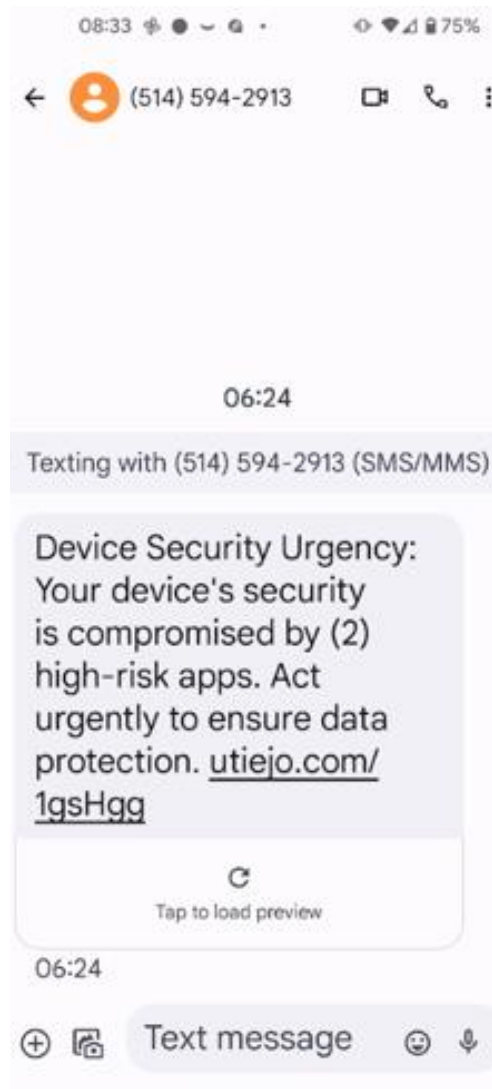 08:33 75%
(514) 594-2913
06:24
Texting with (514) 594-2913 (SMS/MMS)
Device Security Urgency:
Your device's security
is compromised by (2)
high-risk apps. Act
urgently to ensure data
protection. utiejo.com/
1gsHgg
Tap to load preview
06:24
Text message